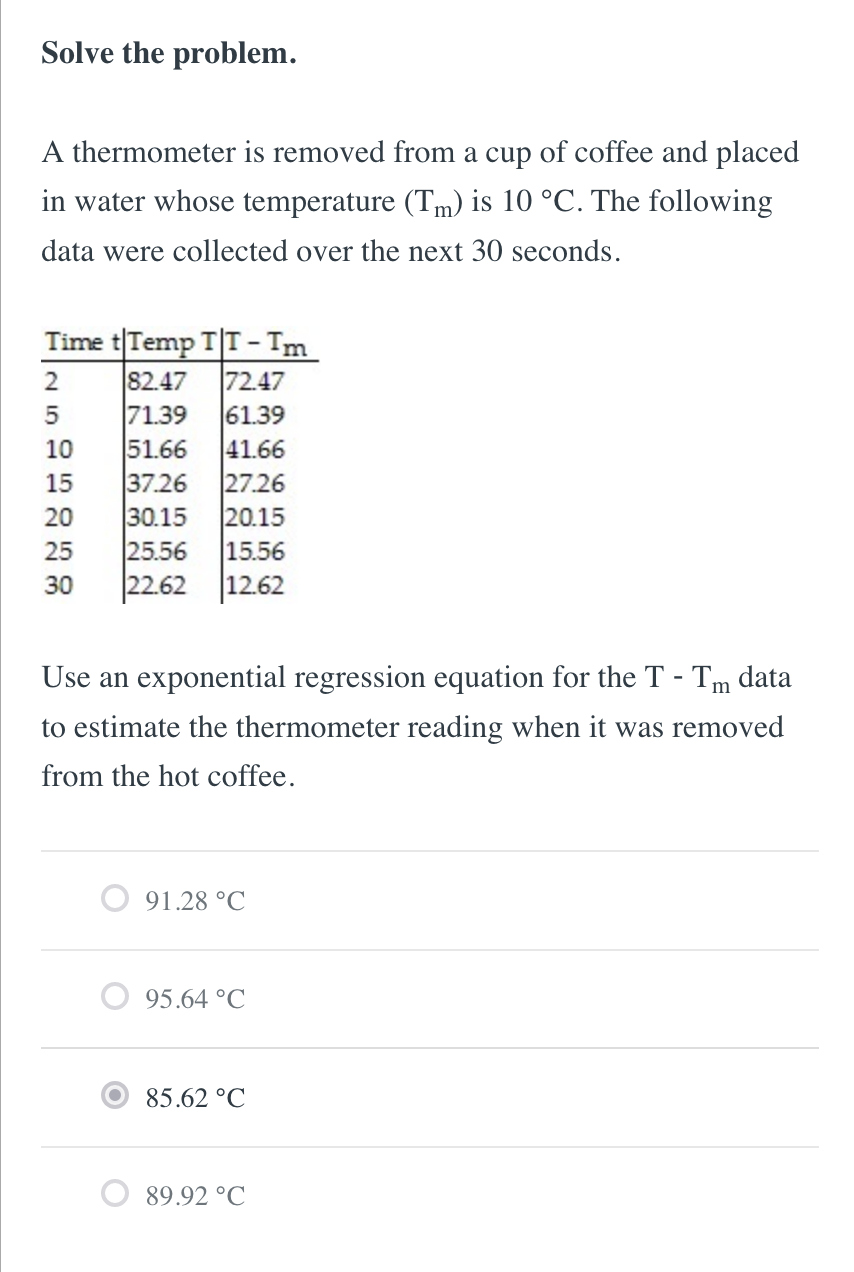 Solve the problem.
A thermometer is removed from a cup of coffee and placed
in water whose temperature (Tm) is 10 °C. The following
data were collected over the next 30 seconds.
Time t|Temp T|T – Tm
2 82.47 72.47
5 71.39 61.39
10 51.66 41.66
15 37.26 27.26
20 30.15 20.15
25 25.56 15.56
30 22.62 12.62
Use an exponential regression equation for the T - Tm data
to estimate the thermometer reading when it was removed
from the hot coffee.
91.28 °C
95.64 °C
85.62 °C
89.92 °C